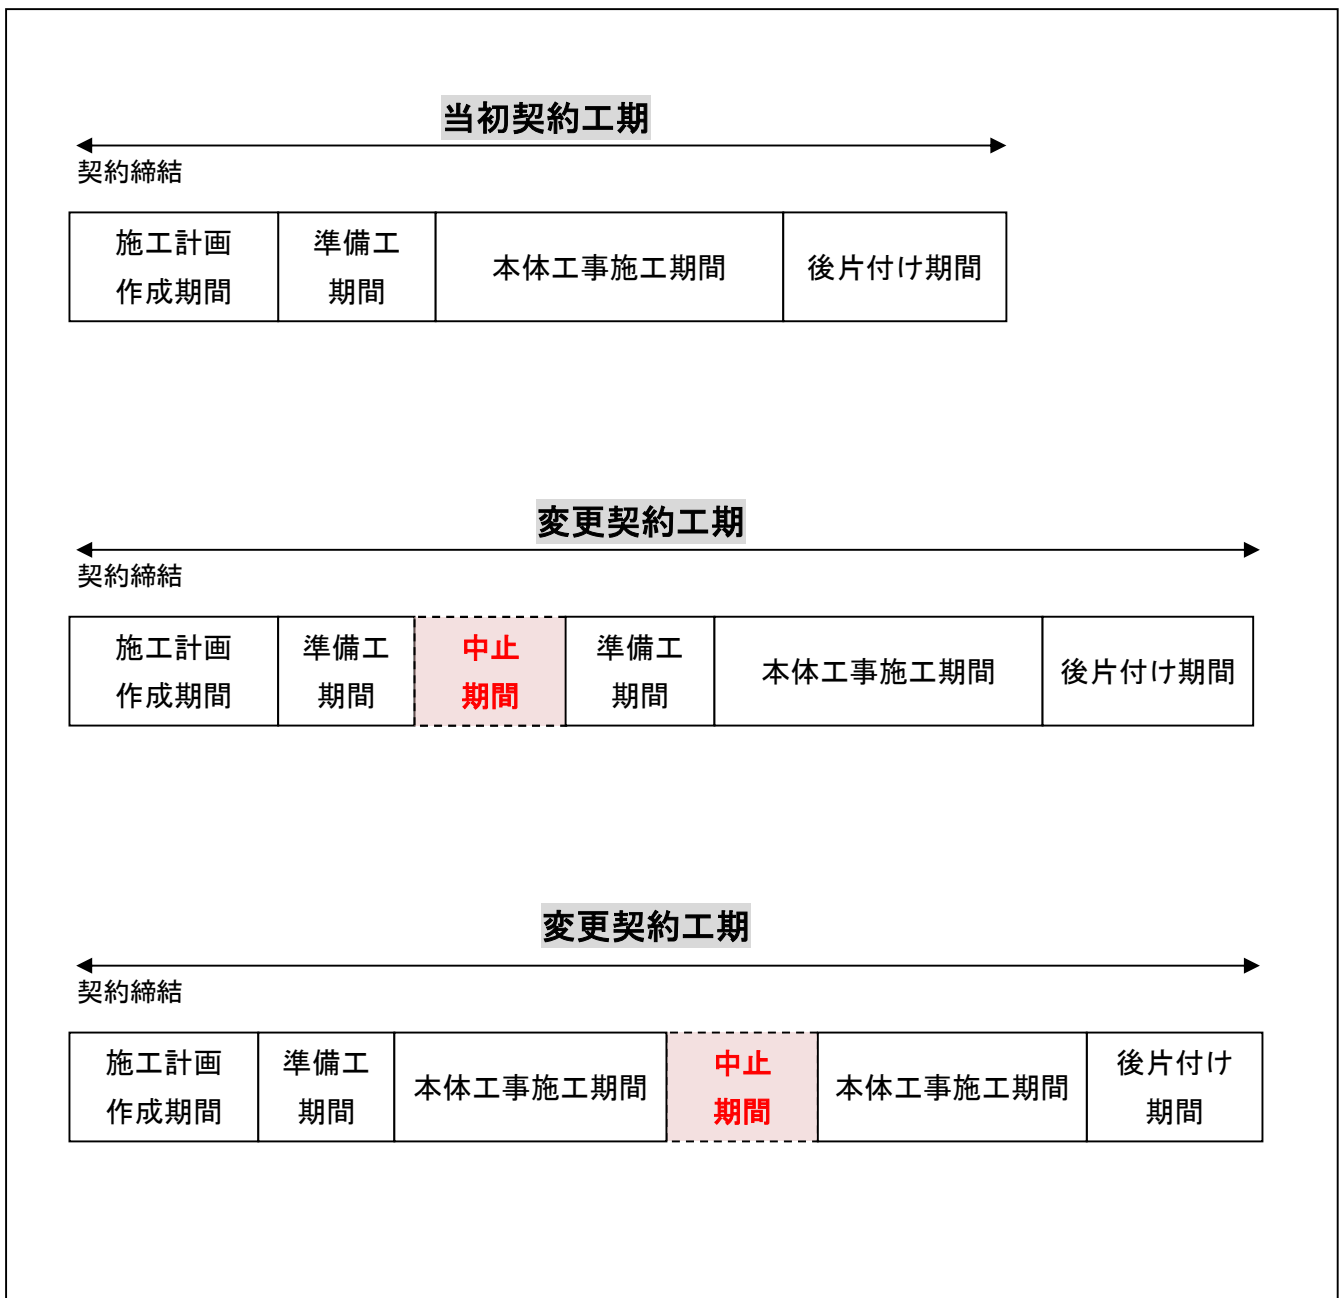 当初契約工期
契約締結
施工計画
作成期間
準備工
期間
本体工事施工期間
後片付け期間
変更契約工期
契約締結
施工計画
作成期間
準備工
期間
中止
期間
準備工
期間
本体工事施工期間
後片付け期間
変更契約工期
契約締結
施工計画
作成期間
準備工
期間
本体工事施工期間
中止
期間
本体工事施工期間
後片付け
期間